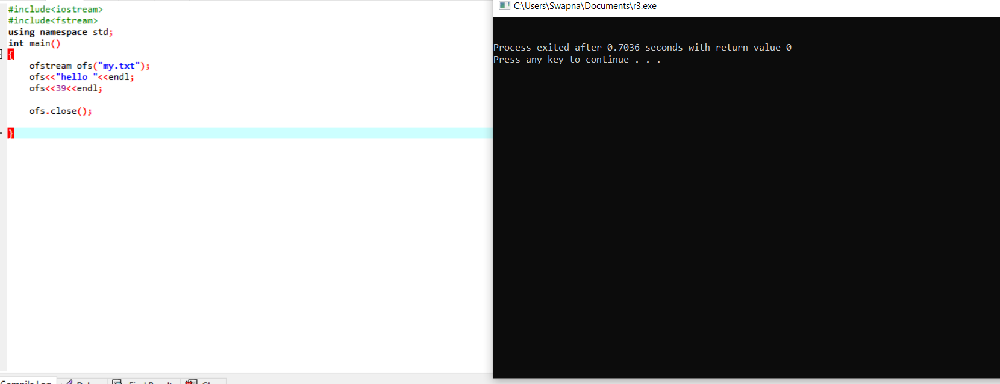 #include<iostream>
#include<fstream>
using namespace std;
int main()
{
ofstream ofs("my.txt");
ofs<<"hello "<<endl;
ofs<<39<<endl;
ofs.close();
}
C:\Users\Swapna\Documents\r3.exe
--------------------------------
Process exited after 0.7036 seconds with return value 0
Press any key to continue . . .
Compile Log